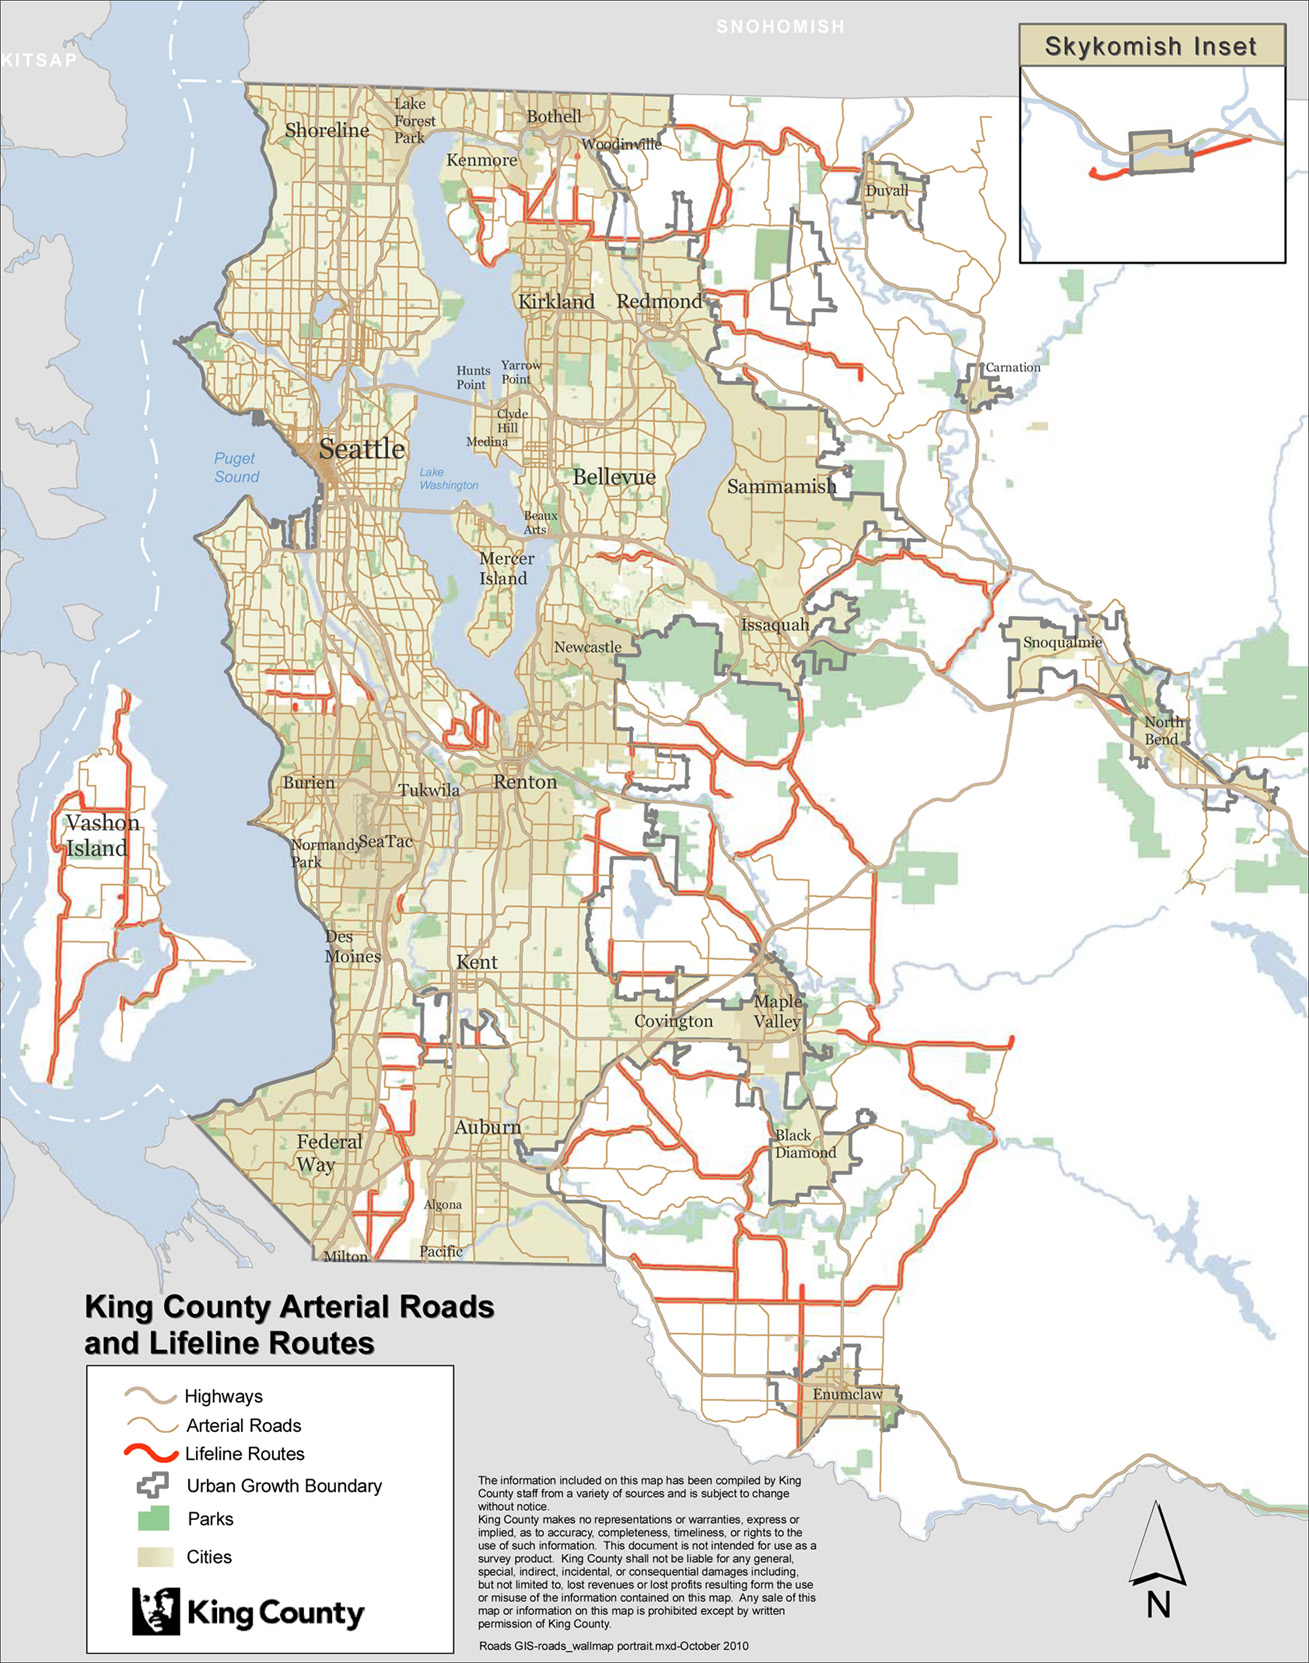 SNOHOMISH
KITSAP
Skykomish Inset
Lake
Forest
Park
Shoreline
Bothell
Woodinville
Kenmore
Duvall
Kirkland
Redmond
Carnation
Hunts
Point
Yarrow
Point
Clyde
Hill
Medina
Seattle
Puget
Sound
Lake
Washington
Bellevue
Sammamish
Beaux
Arts
Mercer
Island
Issaquah
Newcastle
Snoqualmie
North
Bend
Burien
Tukwila
Renton
Vashon
Island
Normandy
Park
SeaTac
Des
Moines
Kent
Covington
Maple
Valley
Auburn
Federal
Way
Black
Diamond
Algona
Pacific
Milton
Enumclaw
King County Arterial Roads
and Lifeline Routes
Highways
Arterial Roads
Lifeline Routes
Urban Growth Boundary
Parks
Cities
King County
The information included on this map has been compiled by King
County staff from a variety of sources and is subject to change
without notice.
King County makes no representations or warranties, express or
implied, as to accuracy, completeness, timeliness, or rights to the
use of such information. This document is not intended for use as a
survey product. King County shall not be liable for any general,
special, indirect, incidental, or consequential damages including,
but not limited to, lost revenues or lost profits resulting form the use
or misuse of the information contained on this map. Any sale of this
map or information on this map is prohibited except by written
permission of King County.
Roads GIS-roads_wallmap portrait.mxd-October 2010
N